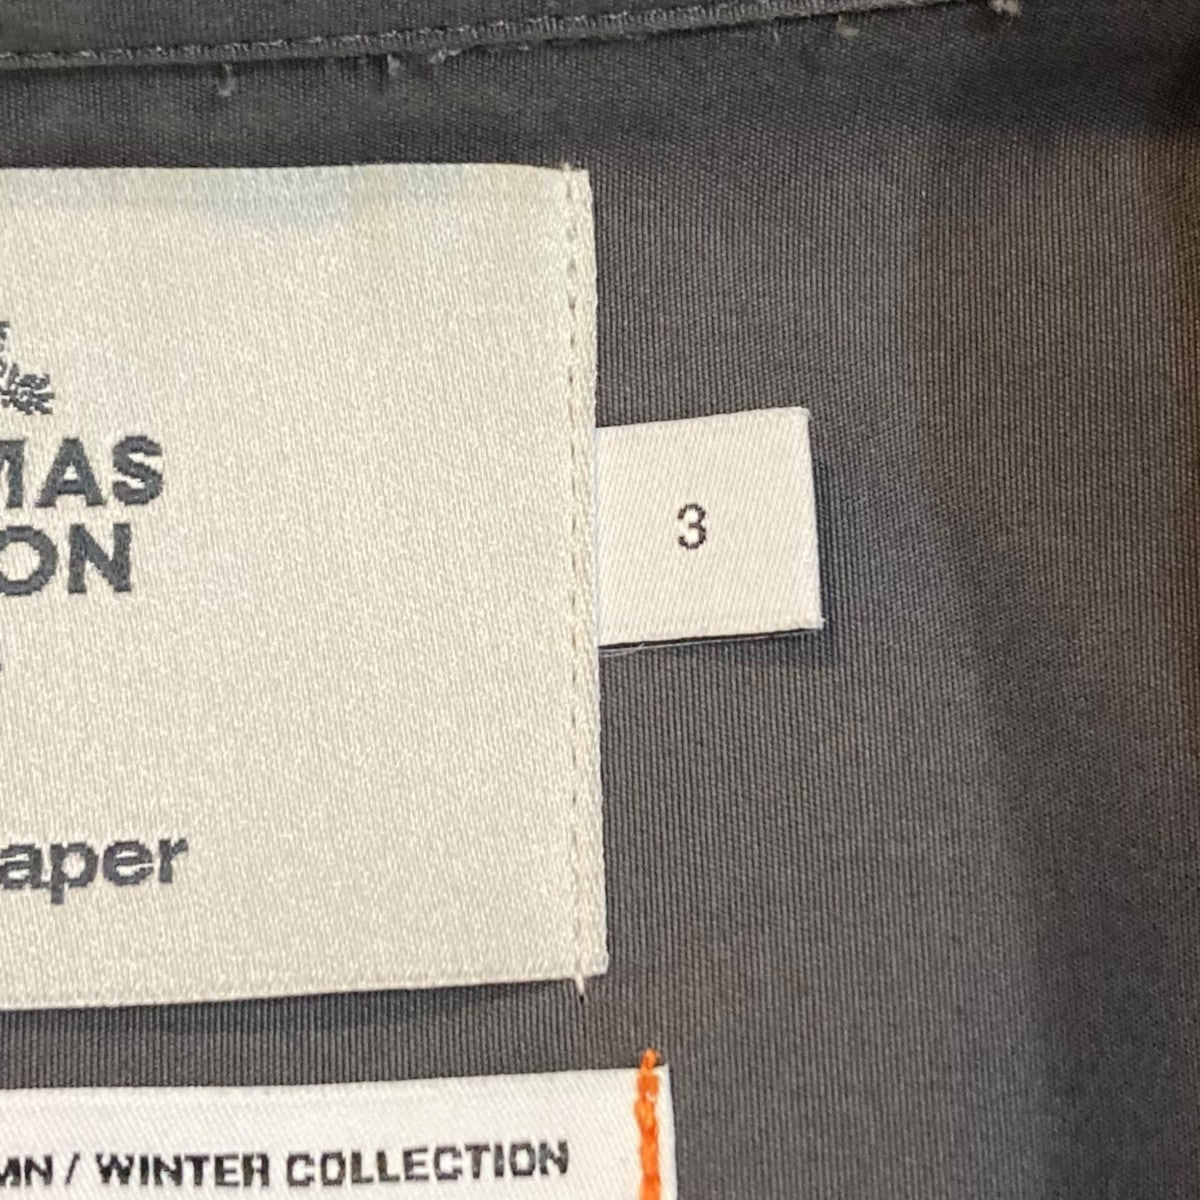 MAS
ON
3
aper
MN / WINTER COLLECTION